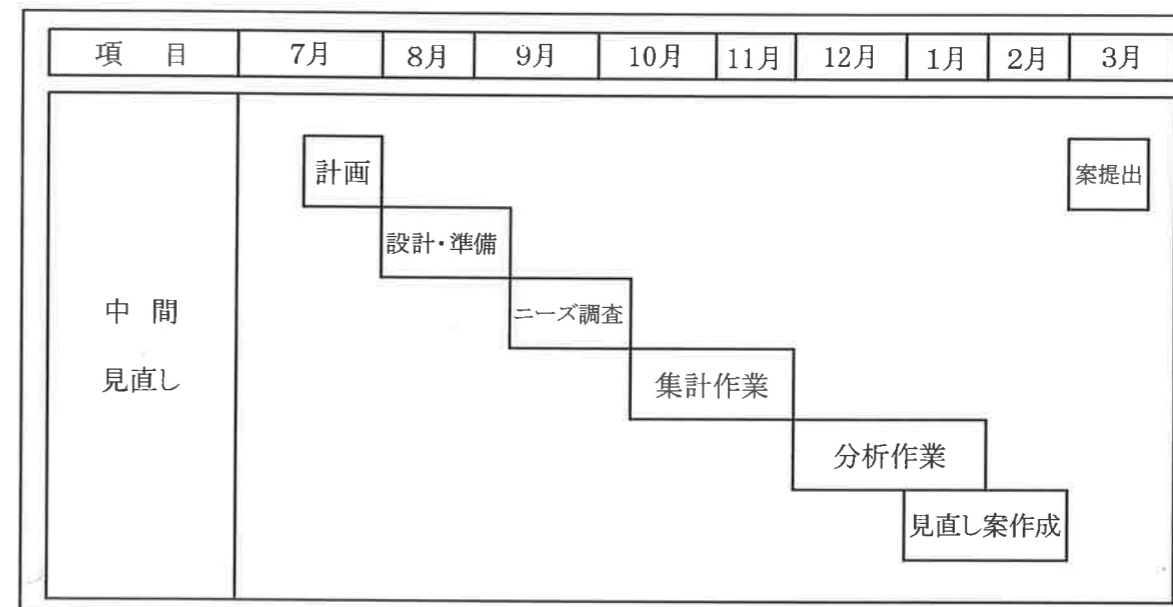 項　目 7月 8月 9月 10月 11月 12月 1月 2月 3月
計画
案提出
設計・準備
ニーズ調査
中　間
見直し
集計作業
分析作業
見直し案作成